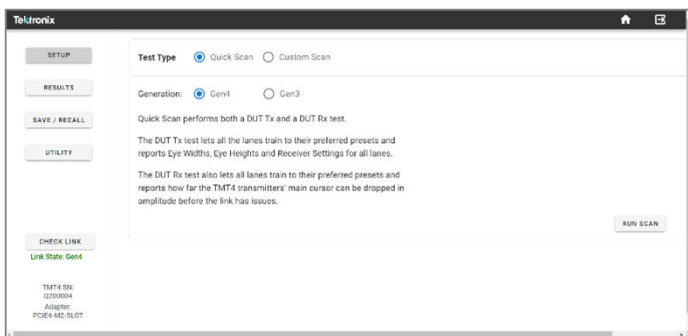 Tektronix
SETUP
RESULTS
SAVE / RECALL
UTILITY
CHECK LINK
Link State: Gen4
TMT4 SN:
Q200004
Adapter:
PCIE4-M2-SLOT
Test Type Quick Scan Custom Scan
Generation: Gen4 Gen3
Quick Scan performs both a DUT Tx and a DUT Rx test.
The DUT Tx test lets all the lanes train to their preferred presets and
reports Eye Widths, Eye Heights and Receiver Settings for all lanes.
The DUT Rx test also lets all lanes train to their preferred presets and
reports how far the TMT4 transmitters' main cursor can be dropped in
amplitude before the link has issues.
RUN SCAN